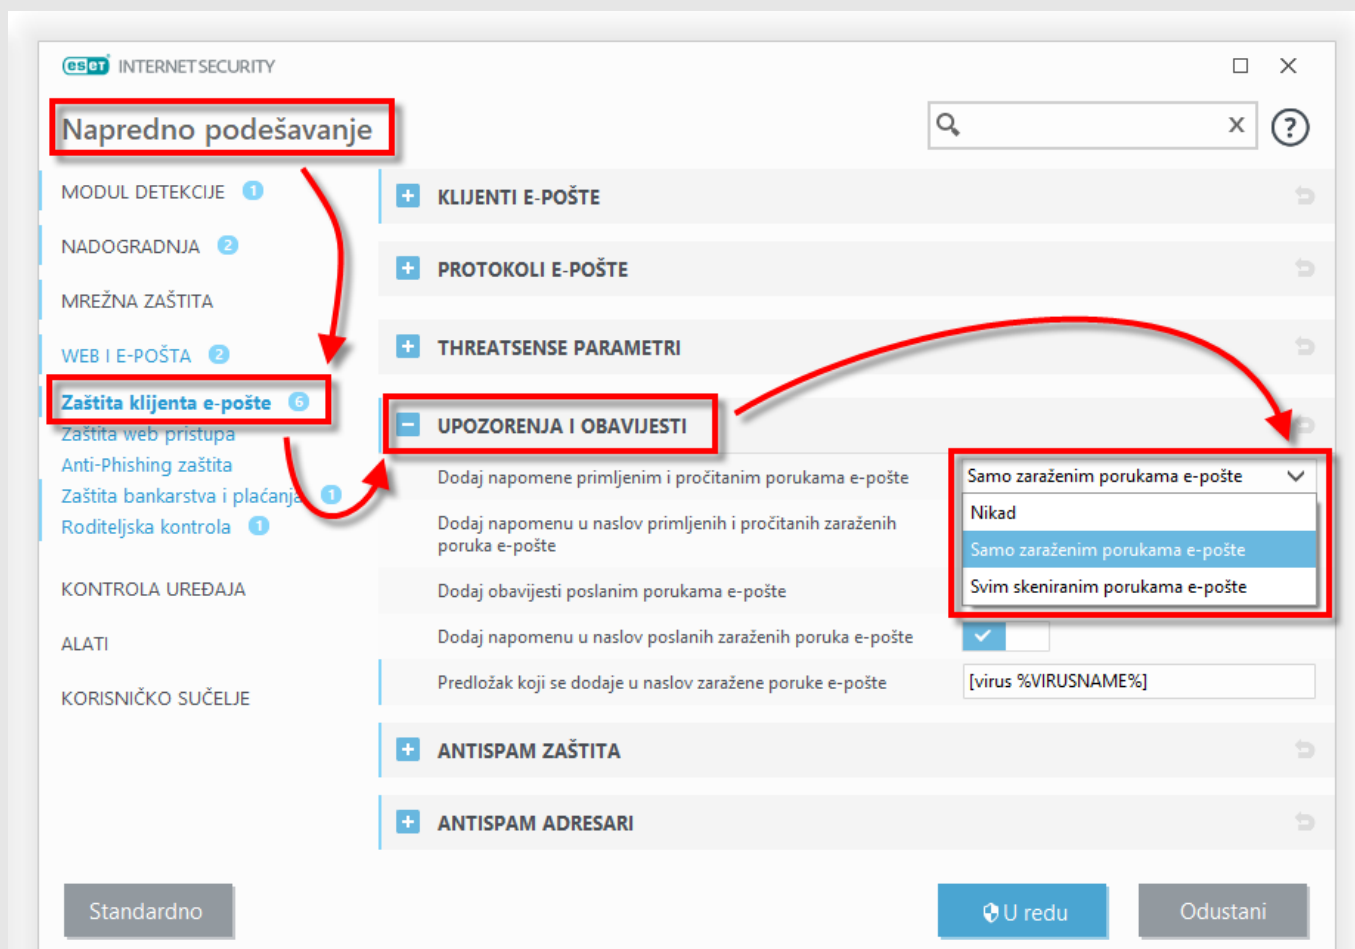 eset INTERNET SECURITY
Napredno podešavanje
x
?
MODUL DETEKCIJE 1
NADOGRADNJA 2
MREŽNA ZAŠTITA
WEB I E-POŠTA 2
Zaštita klijenta e-pošte 6
Zaštita web pristupa
Anti-Phishing zaštita
Zaštita bankarstva i plaćanja 1
Roditeljska kontrola 1
KONTROLA UREĐAJA
ALATI
KORISNIČKO SUČELJE
KLIJENTI E-POŠTE
PROTOKOLI E-POŠTE
THREATSENSE PARAMETRI
UPOZORENJA I OBAVIJESTI
Dodaj napomene primljenim i pročitanim porukama e-pošte
Samo zaraženim porukama e-pošte
Nikad
Samo zaraženim porukama e-pošte
Svim skeniranim porukama e-pošte
Dodaj napomenu u naslov primljenih i pročitanih zaraženih
poruka e-pošte
Dodaj obavijesti poslanim porukama e-pošte
Dodaj napomenu u naslov poslanih zaraženih poruka e-pošte
Predložak koji se dodaje u naslov zaražene poruke e-pošte
[virus %VIRUSNAME%]
ANTISPAM ZAŠTITA
ANTISPAM ADRESARI
Standardno
U redu
Odustani